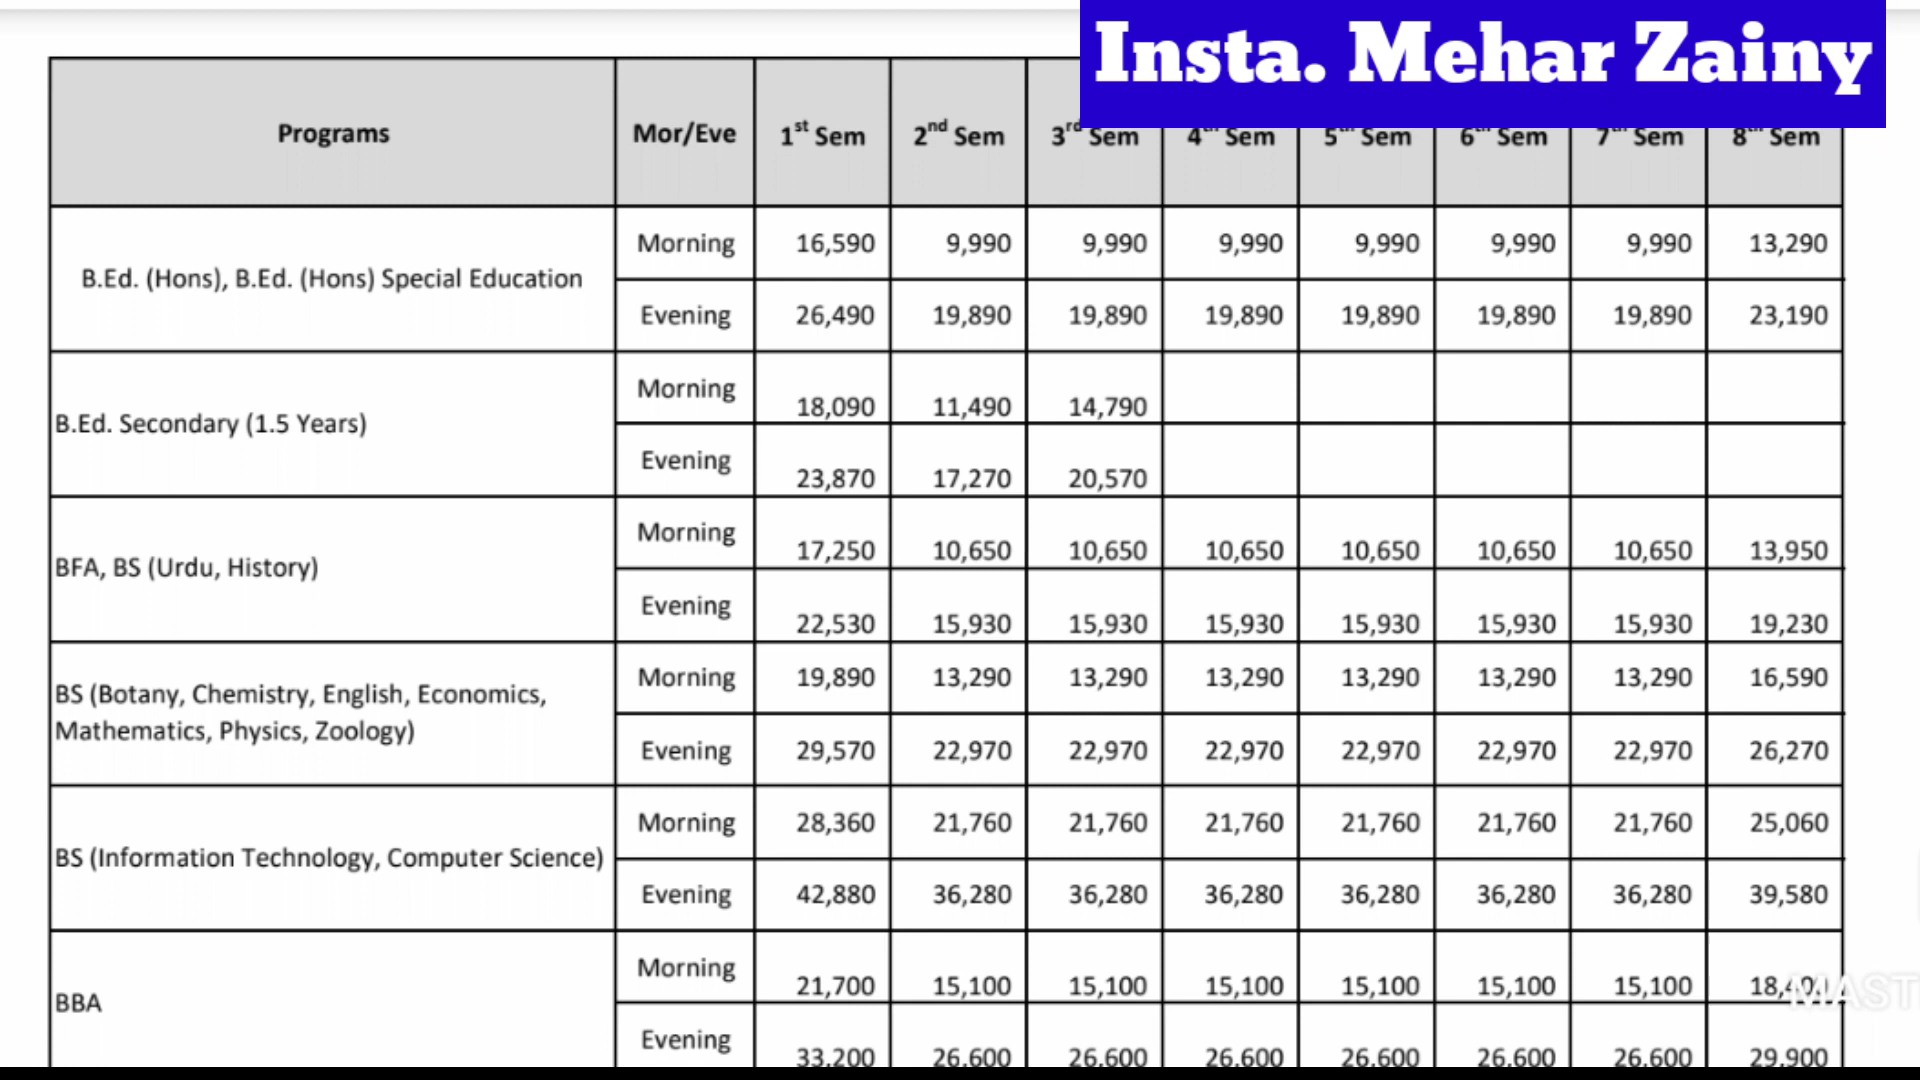 Insta. Mehar Zainy
Programs Mor/Eve 1st Sem 2nd Sem 3rd Sem 4th Sem 5th Sem 6th Sem 7th Sem 8th Sem
B.Ed. (Hons), B.Ed. (Hons) Special Education
Morning 16,590 9,990 9,990 9,990 9,990 9,990 9,990 13,290
Evening 26,490 19,890 19,890 19,890 19,890 19,890 19,890 23,190
B.Ed. Secondary (1.5 Years)
Morning 18,090 11,490 14,790
Evening 23,870 17,270 20,570
BFA, BS (Urdu, History)
Morning 17,250 10,650 10,650 10,650 10,650 10,650 10,650 13,950
Evening 22,530 15,930 15,930 15,930 15,930 15,930 15,930 19,230
BS (Botany, Chemistry, English, Economics,
Mathematics, Physics, Zoology)
Morning 19,890 13,290 13,290 13,290 13,290 13,290 13,290 16,590
Evening 29,570 22,970 22,970 22,970 22,970 22,970 22,970 26,270
BS (Information Technology, Computer Science)
Morning 28,360 21,760 21,760 21,760 21,760 21,760 21,760 25,060
Evening 42,880 36,280 36,280 36,280 36,280 36,280 36,280 39,580
BBA
Morning 21,700 15,100 15,100 15,100 15,100 15,100 15,100 18,400
Evening 33,200 26,600 26,600 26,600 26,600 26,600 26,600 29,900